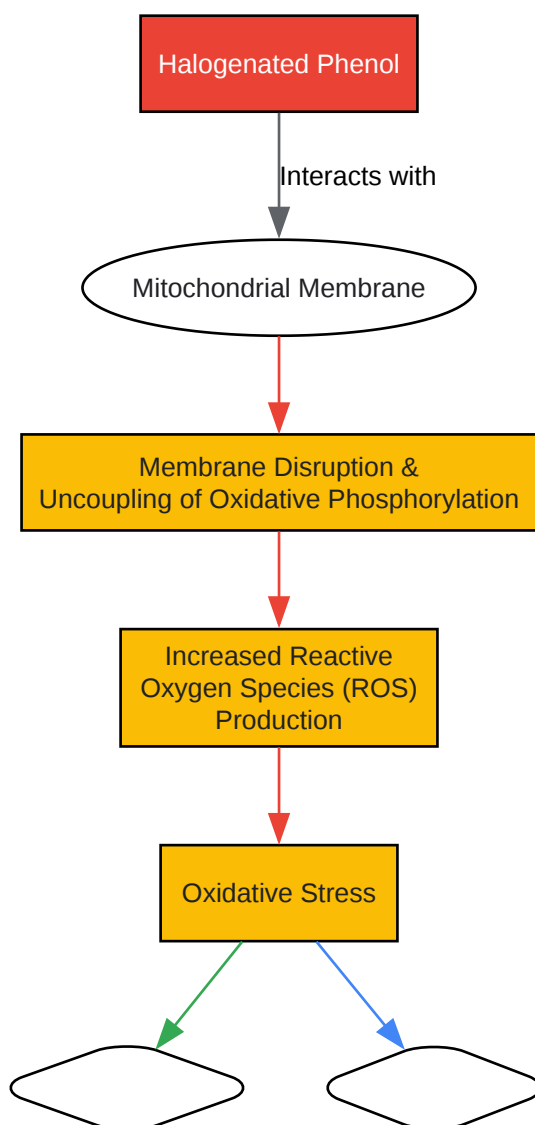 Halogenated Phenol
Interacts with
Mitochondrial Membrane
Membrane Disruption &
Uncoupling of Oxidative Phosphorylation
Increased Reactive
Oxygen Species (ROS)
Production
Oxidative Stress